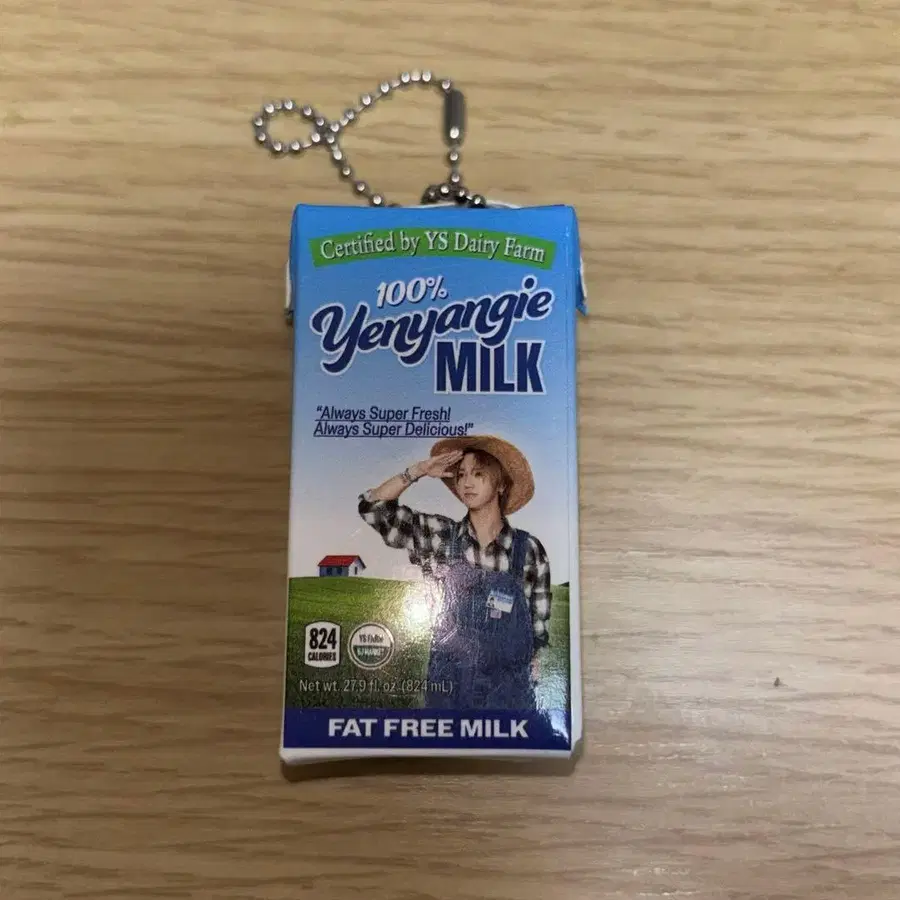 Certified by YS Dairy Farm
100%
Yenyangie
MILK
"Always Super Fresh!
Always Super Delicious!"
824
CALORIES
Net wt. 27.9 fl. oz. (824 mL)
FAT FREE MILK